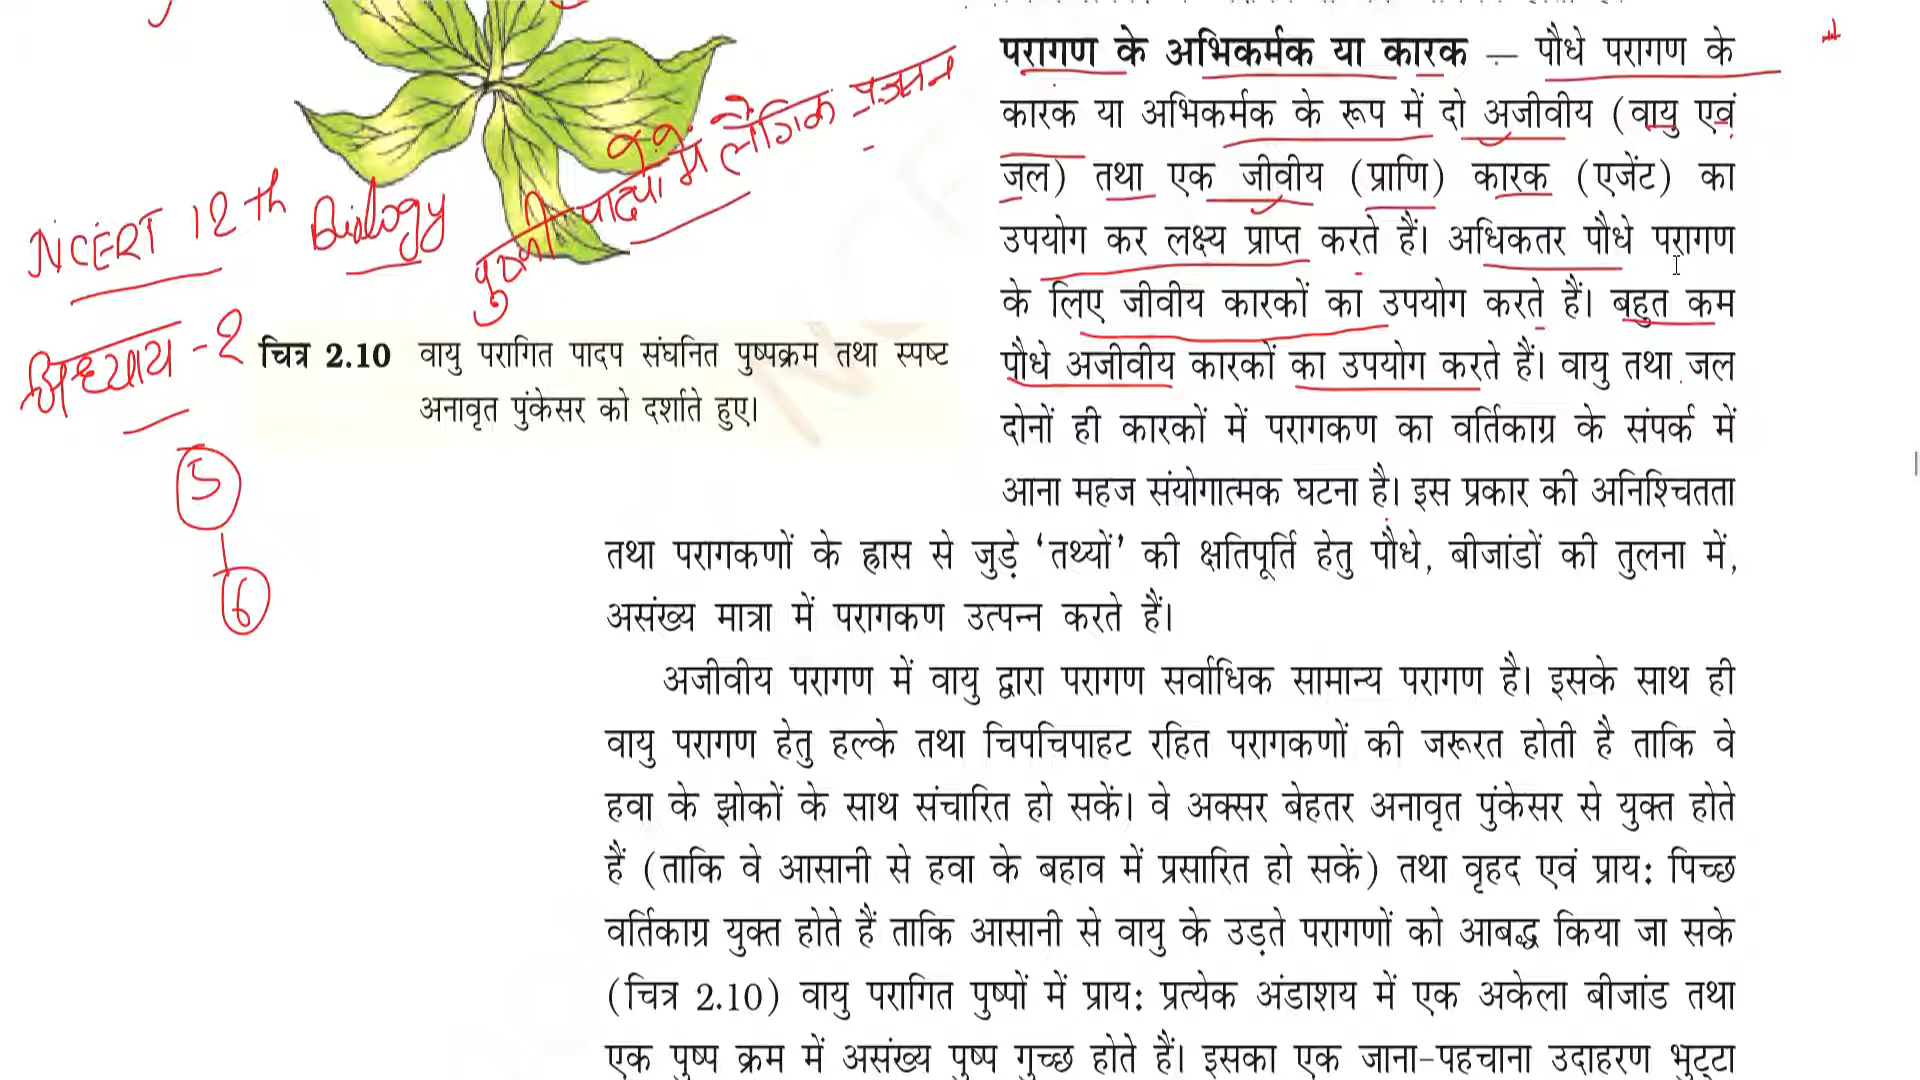 परागण के अभिकर्मक या कारक — पौधे परागण के
कारक या अभिकर्मक के रूप में दो अजीवीय (वायु एवं
जल) तथा एक जीवीय (प्राणि) कारक (एजेंट) का
उपयोग कर लक्ष्य प्राप्त करते हैं। अधिकतर पौधे परागण
के लिए जीवीय कारकों का उपयोग करते हैं। बहुत कम
पौधे अजीवीय कारकों का उपयोग करते हैं। वायु तथा जल
दोनों ही कारकों में परागकण का वर्तिकाग्र के संपर्क में
आना महज संयोगात्मक घटना है। इस प्रकार की अनिश्चितता
तथा परागकणों के ह्रास से जुड़े ‘तथ्यों’ की क्षतिपूर्ति हेतु पौधे, बीजांडों की तुलना में,
असंख्य मात्रा में परागकण उत्पन्न करते हैं।
NCERT 12th Biology
में लैंगिक प्रजनन
अध्याय -2
5
6
चित्र 2.10 वायु परागित पादप संघनित पुष्पक्रम तथा स्पष्ट
अनावृत पुंकेसर को दर्शाते हुए।
अजीवीय परागण में वायु द्वारा परागण सर्वाधिक सामान्य परागण है। इसके साथ ही
वायु परागण हेतु हल्के तथा चिपचिपाहट रहित परागकणों की जरूरत होती है ताकि वे
हवा के झोकों के साथ संचारित हो सकें। वे अक्सर बेहतर अनावृत पुंकेसर से युक्त होते
हैं (ताकि वे आसानी से हवा के बहाव में प्रसारित हो सकें) तथा वृहद एवं प्राय: पिच्छ
वर्तिकाग्र युक्त होते हैं ताकि आसानी से वायु के उड़ते परागणों को आबद्ध किया जा सके
(चित्र 2.10) वायु परागित पुष्पों में प्राय: प्रत्येक अंडाशय में एक अकेला बीजांड तथा
एक पुष्प क्रम में असंख्य पुष्प गुच्छ होते हैं। इसका एक जाना-पहचाना उदाहरण भुट्टा